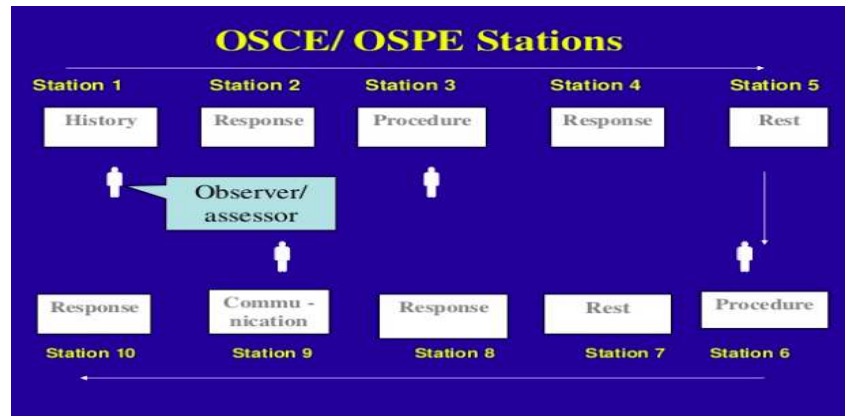 OSCE/ OSPE Stations
Station 1
Station 2
Station 3
Station 4
Station 5
History
Response
Procedure
Response
Rest
Observer/
assessor
Response
Commu -
nication
Response
Rest
Procedure
Station 10
Station 9
Station 8
Station 7
Station 6